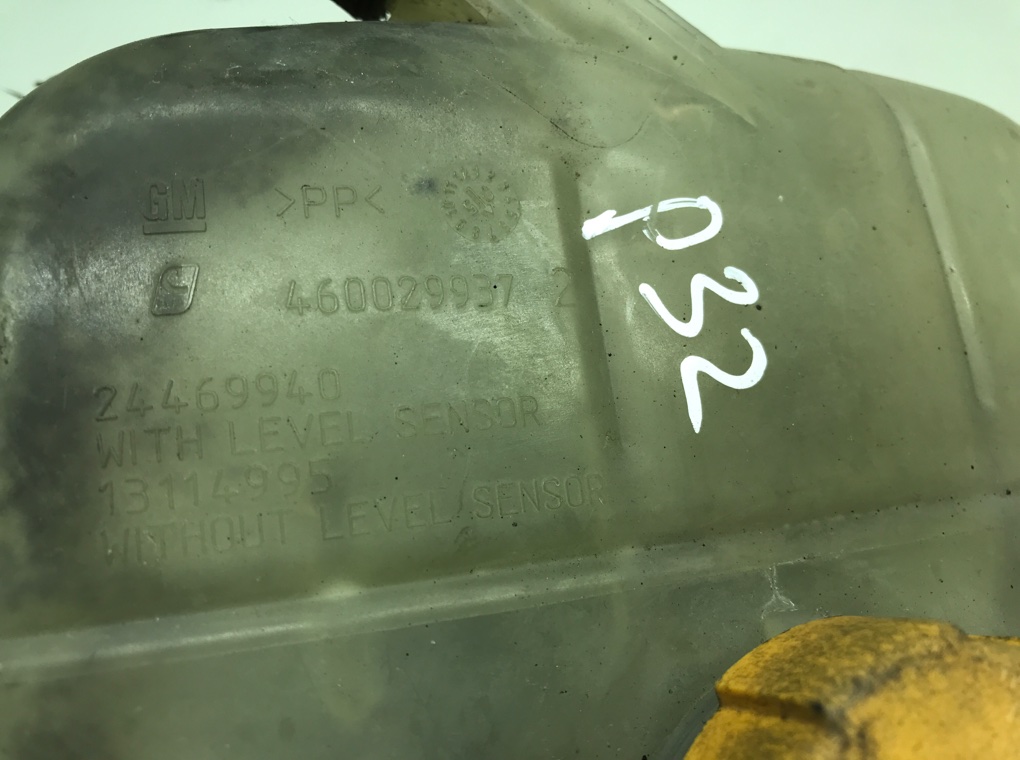 GM >PP<
460029937 2
24469940
WITH LEVEL SENSOR
13114995
WITHOUT LEVEL SENSOR
P32